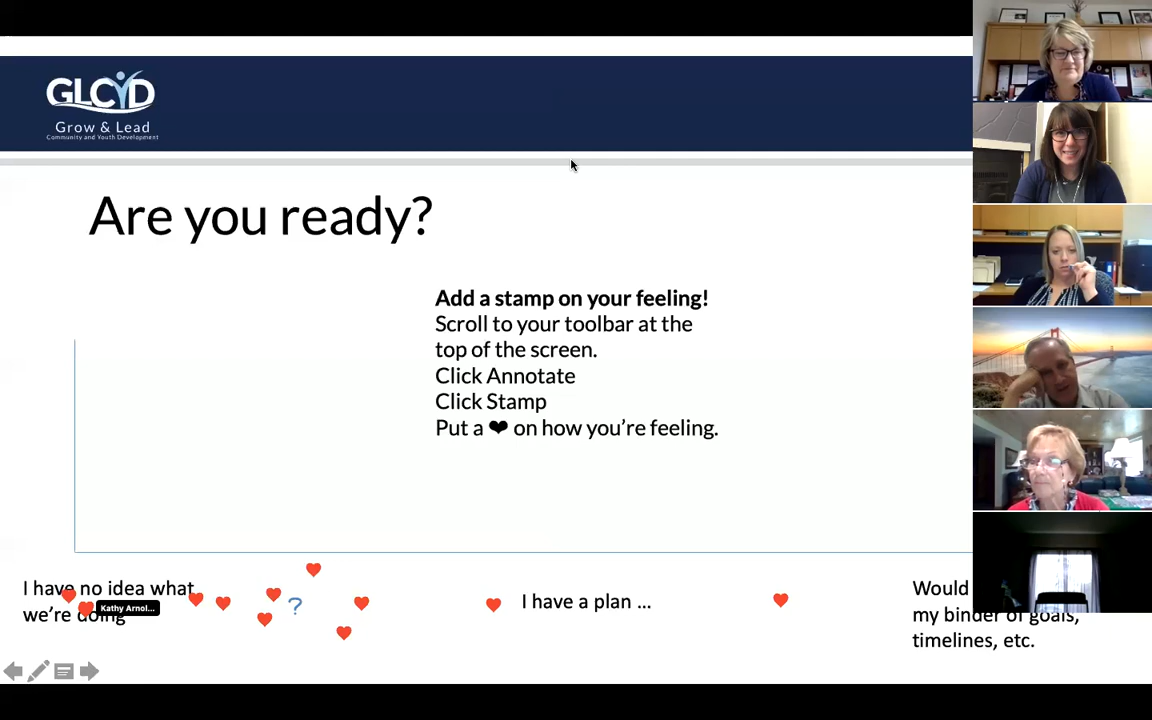 GLCYD
Grow & Lead
Community and Youth Development
Are you ready?
Add a stamp on your feeling!
Scroll to your toolbar at the
top of the screen.
Click Annotate
Click Stamp
Put a ❤ on how you're feeling.
I have no idea what
we're doing
Kathy Arnol...
?
I have a plan ...
Would
my binder of goals,
timelines, etc.